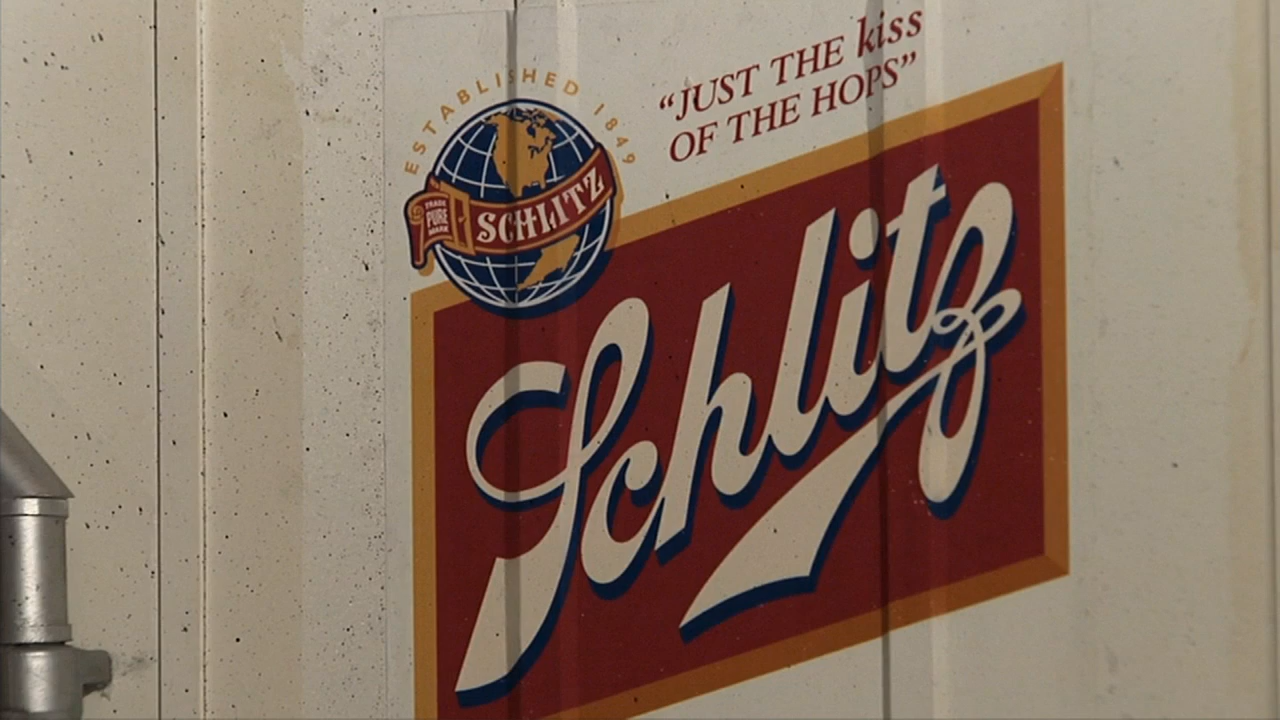 ESTABLISHED 1849
"JUST THE kiss
OF THE HOPS"
TRADE
PURE
MARK
SCHLITZ
Schlitz